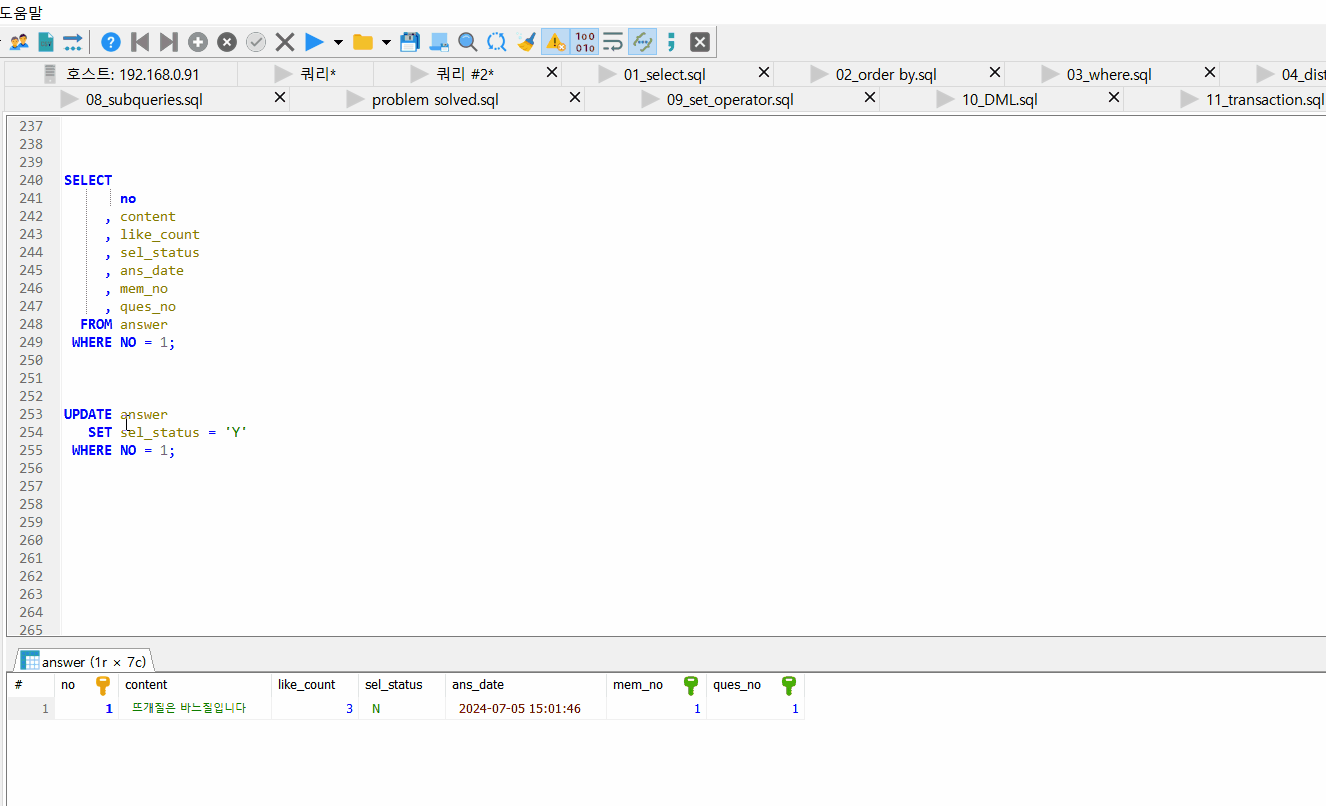 도움말
호스트: 192.168.0.91 쿼리* 쿼리 #2* 01_select.sql 02_order by.sql 03_where.sql 04_dist
08_subqueries.sql problem solved.sql 09_set_operator.sql 10_DML.sql 11_transaction.sql
237
238
239
240 SELECT
241 no
242 , content
243 , like_count
244 , sel_status
245 , ans_date
246 , mem_no
247 , ques_no
248 FROM answer
249 WHERE NO = 1;
250
251
252
253 UPDATE answer
254 SET sel_status = 'Y'
255 WHERE NO = 1;
256
257
258
259
260
261
262
263
264
265
answer (1r × 7c)
# no content like_count sel_status ans_date mem_no ques_no
1 1 뜨개질은 바느질입니다 3 N 2024-07-05 15:01:46 1 1